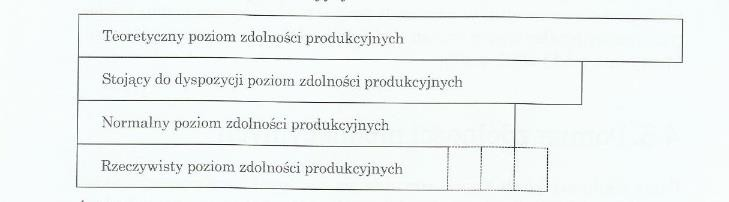 Teoretyczny poziom zdolności produkcyjnych
Stojący do dyspozycji poziom zdolności produkcyjnych
Normalny poziom zdolności produkcyjnych
Rzeczywisty poziom zdolności produkcyjnych